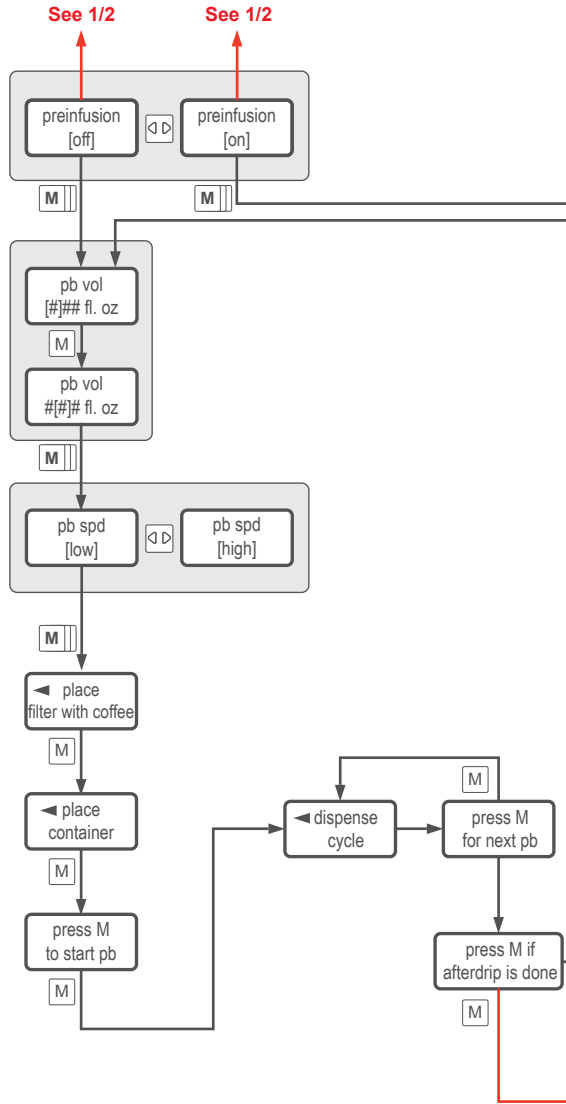 See 1/2
See 1/2
preinfusion
[off]
preinfusion
[on]
M
M
pb vol
[#]## fl. oz
M
pb vol
#[#]# fl. oz
M
pb spd
[low]
pb spd
[high]
M
place
filter with coffee
M
place
container
M
press M
to start pb
M
dispense
cycle
M
press M
for next pb
press M if
afterdrip is done
M